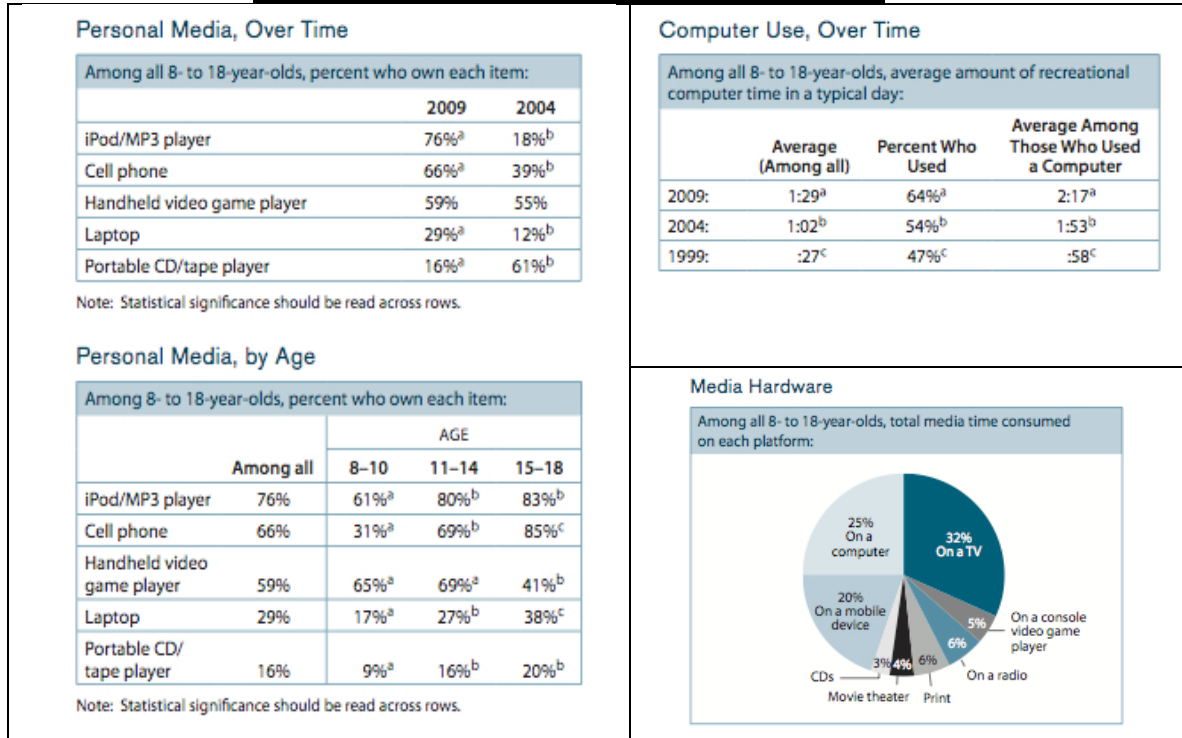 Personal Media, Over Time
Among all 8- to 18-year-olds, percent who own each item:
2009 2004
iPod/MP3 player 76%a 18%b
Cell phone 66%a 39%b
Handheld video game player 59% 55%
Laptop 29%a 12%b
Portable CD/tape player 16%a 61%b
Note: Statistical significance should be read across rows.
Personal Media, by Age
Among 8- to 18-year-olds, percent who own each item:
AGE
Among all 8–10 11–14 15–18
iPod/MP3 player 76% 61%a 80%b 83%b
Cell phone 66% 31%a 69%b 85%c
Handheld video
game player 59% 65%a 69%a 41%b
Laptop 29% 17%a 27%b 38%c
Portable CD/
tape player 16% 9%a 16%b 20%b
Note: Statistical significance should be read across rows.
Computer Use, Over Time
Among all 8- to 18-year-olds, average amount of recreational
computer time in a typical day:
Average
(Among all)
Percent Who
Used
Average Among
Those Who Used
a Computer
2009: 1:29a 64%a 2:17a
2004: 1:02b 54%b 1:53b
1999: :27c 47%c :58c
Media Hardware
Among all 8- to 18-year-olds, total media time consumed
on each platform:
25%
On a
computer
32%
On a TV
20%
On a mobile
device
5%
On a console
video game
player
6%
On a radio
6%
Print
4%
Movie theater
3%
CDs